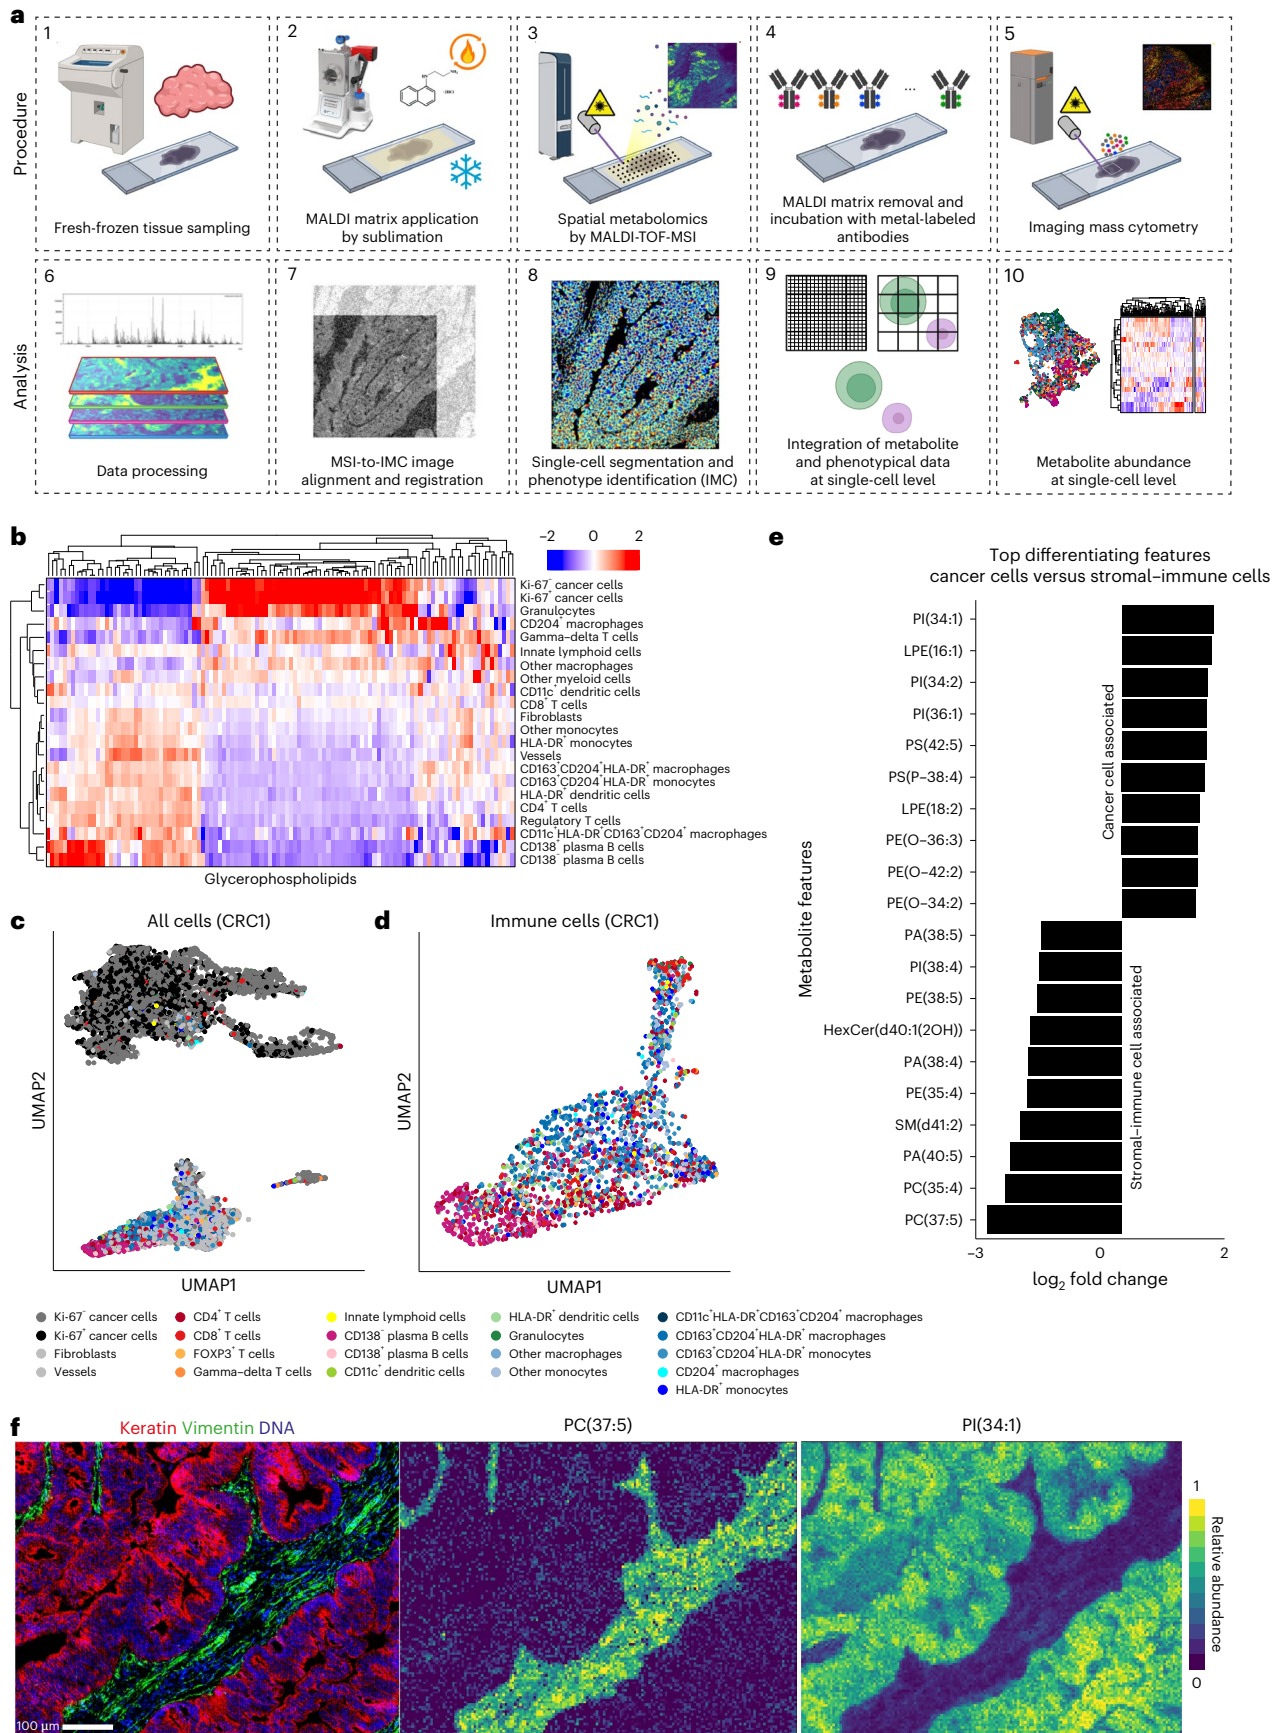 a
Procedure
1
Fresh-frozen tissue sampling
2
MALDI matrix application
by sublimation
3
Spatial metabolomics
by MALDI-TOF-MSI
4
...
MALDI matrix removal and
incubation with metal-labeled
antibodies
5
Imaging mass cytometry
Analysis
6
Data processing
7
MSI-to-IMC image
alignment and registration
8
Single-cell segmentation and
phenotype identification (IMC)
9
Integration of metabolite
and phenotypical data
at single-cell level
10
Metabolite abundance
at single-cell level
b
−2 0 2
Ki-67⁻ cancer cells
Ki-67⁺ cancer cells
Granulocytes
CD204⁺ macrophages
Gamma–delta T cells
Innate lymphoid cells
Other macrophages
Other myeloid cells
CD11c⁺ dendritic cells
CD8⁺ T cells
Fibroblasts
Other monocytes
HLA-DR⁺ monocytes
Vessels
CD163⁺CD204⁺HLA-DR⁺ macrophages
CD163⁺CD204⁺HLA-DR⁺ monocytes
HLA-DR⁺ dendritic cells
CD4⁺ T cells
Regulatory T cells
CD11c⁺HLA-DR⁺CD163⁺CD204⁺ macrophages
CD138⁺ plasma B cells
CD138⁻ plasma B cells
Glycerophospholipids
c
All cells (CRC1)
UMAP2
UMAP1
d
Immune cells (CRC1)
UMAP2
UMAP1
Ki-67⁻ cancer cells
Ki-67⁺ cancer cells
Fibroblasts
Vessels
CD4⁺ T cells
CD8⁺ T cells
FOXP3⁺ T cells
Gamma–delta T cells
Innate lymphoid cells
CD138⁻ plasma B cells
CD138⁺ plasma B cells
CD11c⁺ dendritic cells
HLA-DR⁺ dendritic cells
Granulocytes
Other macrophages
Other monocytes
CD11c⁺HLA-DR⁺CD163⁺CD204⁺ macrophages
CD163⁺CD204⁺HLA-DR⁺ macrophages
CD163⁺CD204⁺HLA-DR⁺ monocytes
CD204⁺ macrophages
HLA-DR⁺ monocytes
e
Top differentiating features
cancer cells versus stromal–immune cells
Metabolite features
PI(34:1)
LPE(16:1)
PI(34:2)
PI(36:1)
PS(42:5)
PS(P–38:4)
LPE(18:2)
PE(O–36:3)
PE(O–42:2)
PE(O–34:2)
PA(38:5)
PI(38:4)
PE(38:5)
HexCer(d40:1(2OH))
PA(38:4)
PE(35:4)
SM(d41:2)
PA(40:5)
PC(35:4)
PC(37:5)
Cancer cell associated
Stromal–immune cell associated
−3 0 2
log₂ fold change
f
Keratin Vimentin DNA
100 μm
PC(37:5)
PI(34:1)
1
Relative abundance
0